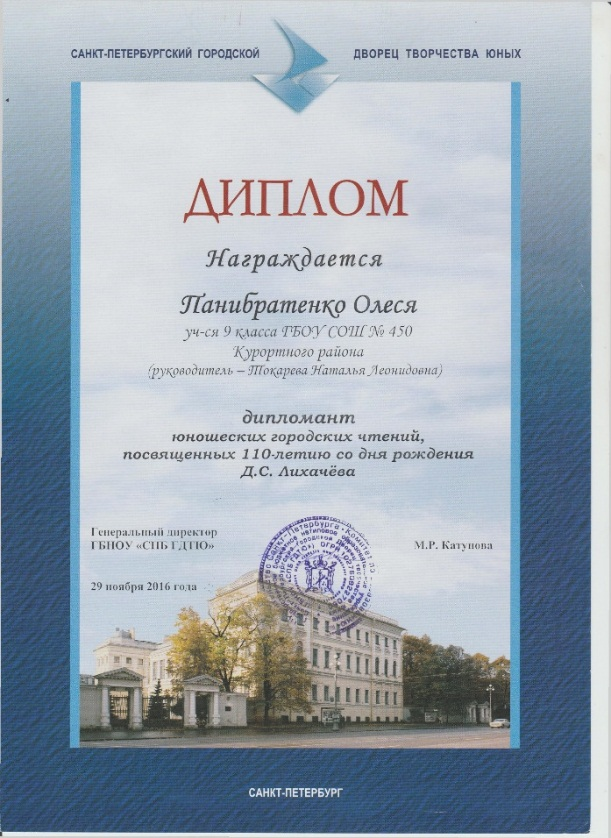 САНКТ-ПЕТЕРБУРГСКИЙ ГОРОДСКОЙ ДВОРЕЦ ТВОРЧЕСТВА ЮНЫХ
ДИПЛОМ
Награждается
Панибратенко Олеся
уч-ся 9 класса ГБОУ СОШ № 450
Курортного района
(руководитель – Токарева Наталья Леонидовна)
дипломант
юношеских городских чтений,
посвященных 110-летию со дня рождения
Д.С. Лихачёва
Генеральный директор
ГБНОУ «СПБ ГДТЮ»
М.Р. Катунова
29 ноября 2016 года
САНКТ-ПЕТЕРБУРГ